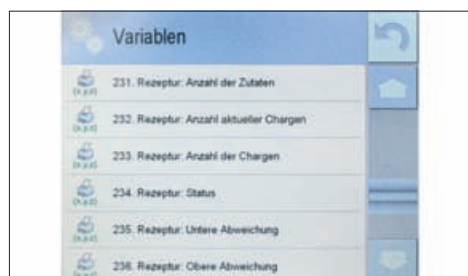 Variablen
231. Rezeptur: Anzahl der Zutaten
232. Rezeptur: Anzahl aktueller Chargen
233. Rezeptur: Anzahl der Chargen
234. Rezeptur: Status
235. Rezeptur: Untere Abweichung
236. Rezeptur: Obere Abweichung